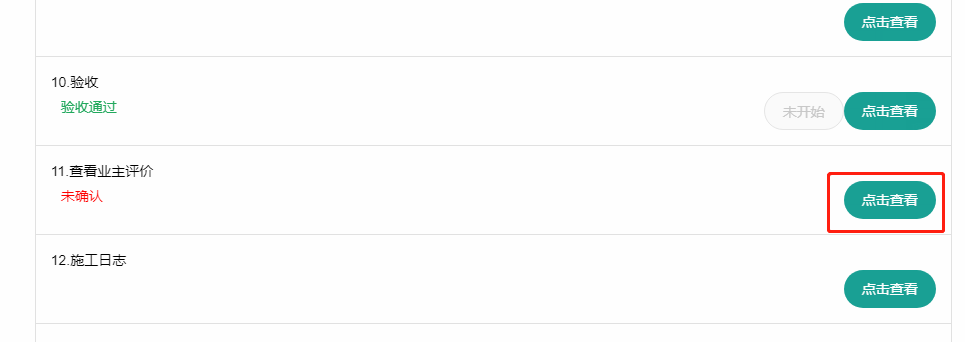 点击查看
10.验收
验收通过
未开始 点击查看
11.查看业主评价
未确认
点击查看
12.施工日志
点击查看